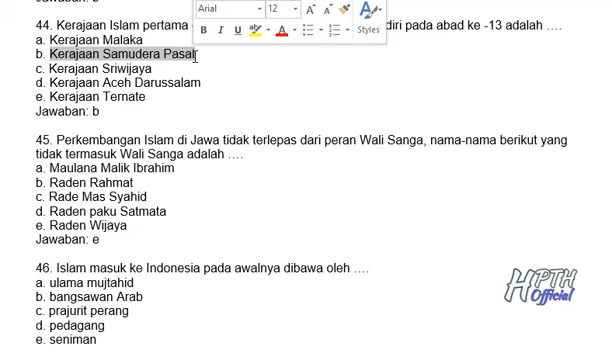 Jawaban: b
Arial 12
B I U Styles
44. Kerajaan Islam pertama diri pada abad ke -13 adalah ….
a. Kerajaan Malaka
b. Kerajaan Samudera Pasai
c. Kerajaan Sriwijaya
d. Kerajaan Aceh Darussalam
e. Kerajaan Ternate
Jawaban: b
45. Perkembangan Islam di Jawa tidak terlepas dari peran Wali Sanga, nama-nama berikut yang
tidak termasuk Wali Sanga adalah ….
a. Maulana Malik Ibrahim
b. Raden Rahmat
c. Rade Mas Syahid
d. Raden paku Satmata
e. Raden Wijaya
Jawaban: e
46. Islam masuk ke Indonesia pada awalnya dibawa oleh ….
a. ulama mujtahid
b. bangsawan Arab
c. prajurit perang
d. pedagang
e. seniman
HPTH
Official